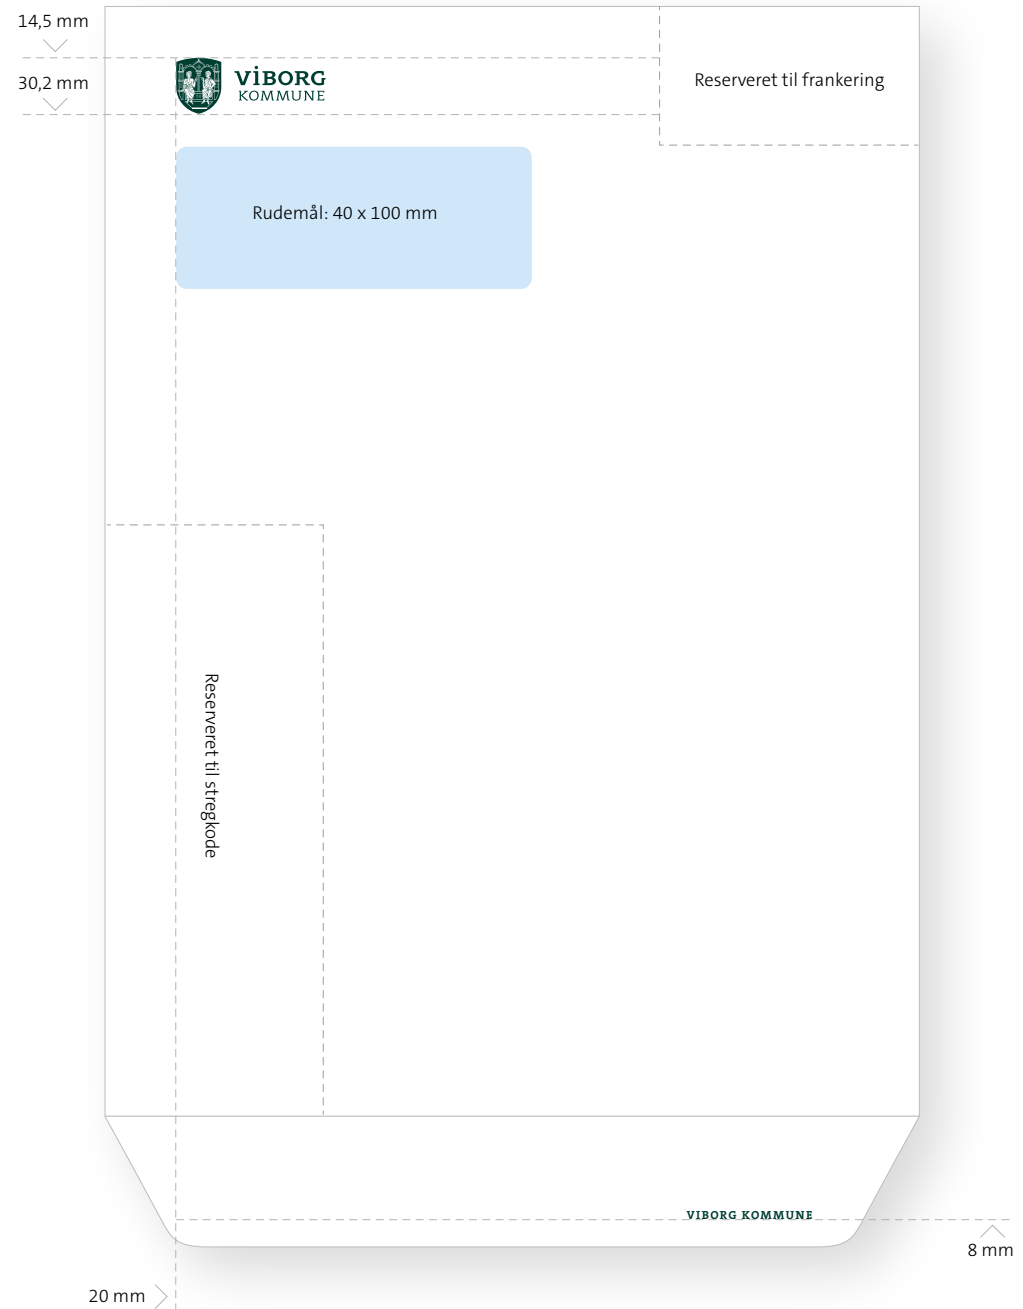 14,5 mm
30,2 mm
VIBORG
KOMMUNE
Reserveret til frankering
Rudemål: 40 x 100 mm
Reserveret til stregkode
VIBORG KOMMUNE
8 mm
20 mm